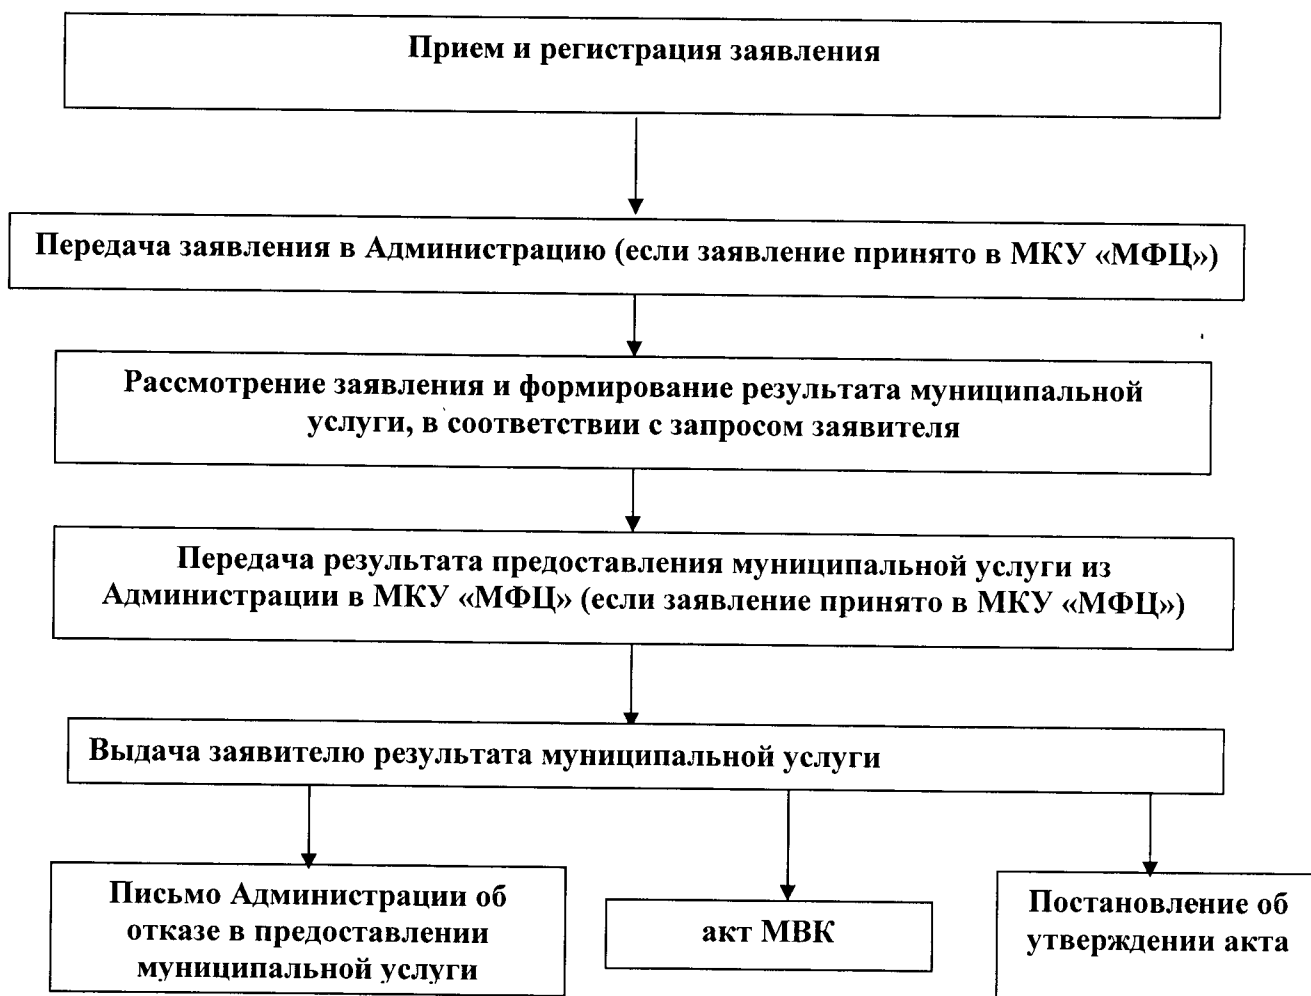 Прием и регистрация заявления
Передача заявления в Администрацию (если заявление принято в МКУ «МФЦ»)
Рассмотрение заявления и формирование результата муниципальной
услуги, в соответствии с запросом заявителя
Передача результата предоставления муниципальной услуги из
Администрации в МКУ «МФЦ» (если заявление принято в МКУ «МФЦ»)
Выдача заявителю результата муниципальной услуги
Письмо Администрации об
отказе в предоставлении
муниципальной услуги
акт МВК
Постановление об
утверждении акта